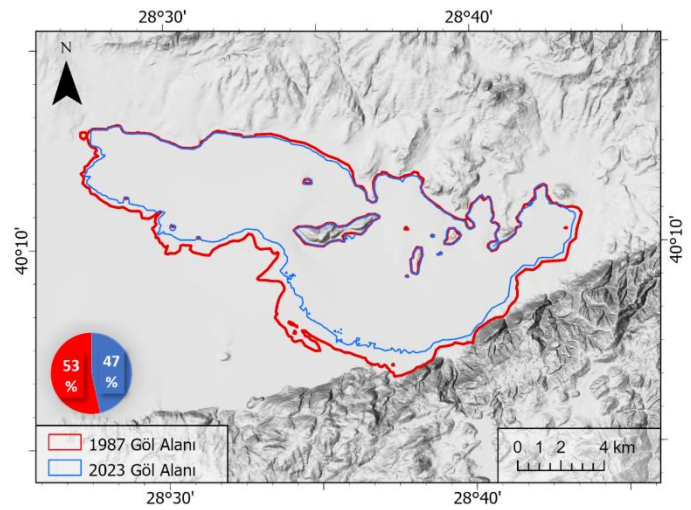 28°30' 28°40'
N
40°10' 40°10'
53 %
47 %
1987 Göl Alanı
2023 Göl Alanı
0 1 2 4 km
28°30' 28°40'